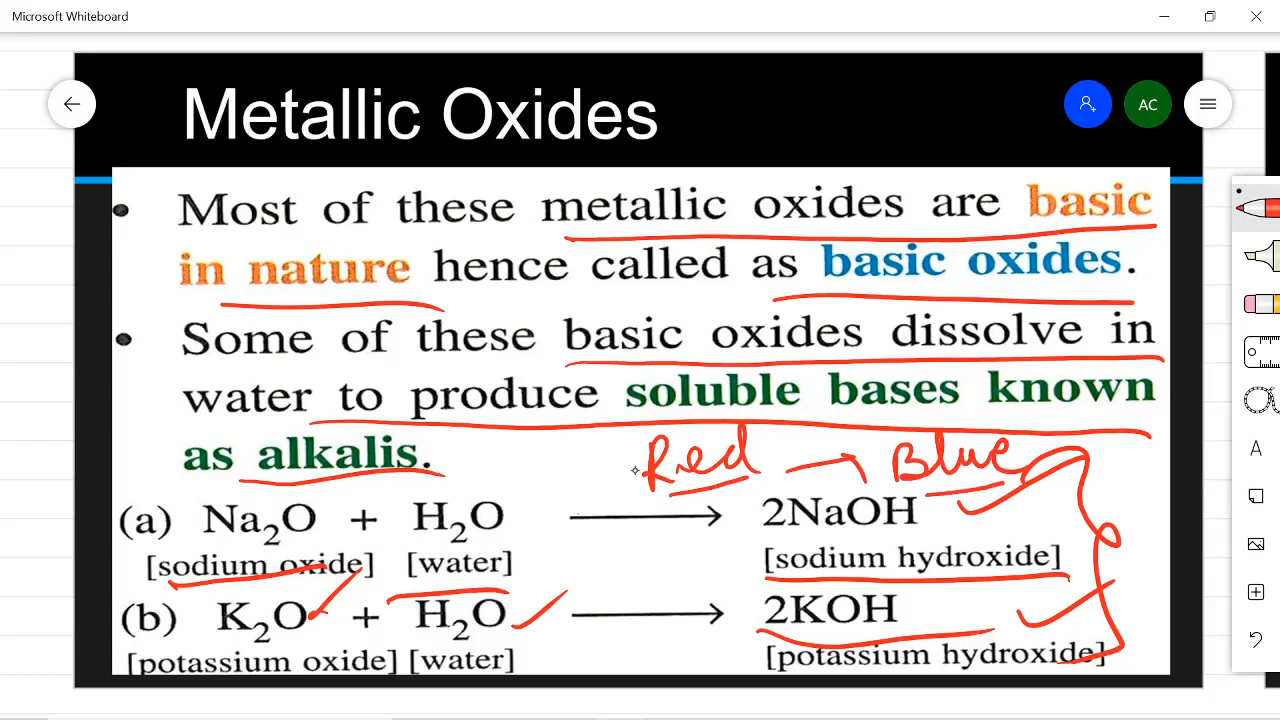 Microsoft Whiteboard
Metallic Oxides
AC
• Most of these metallic oxides are basic
in nature hence called as basic oxides.
• Some of these basic oxides dissolve in
water to produce soluble bases known
as alkalis.
Red → Blue
(a) Na₂O + H₂O ⟶ 2NaOH
[sodium oxide] [water] [sodium hydroxide]
(b) K₂O + H₂O ⟶ 2KOH
[potassium oxide] [water] [potassium hydroxide]